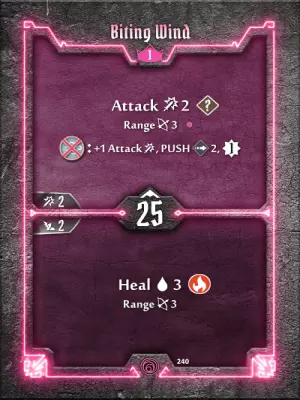 Biting Wind
1
Attack 2 ?
Range 3
: +1 Attack, PUSH 2, 1
2
25
2
Heal 3
Range 3
240